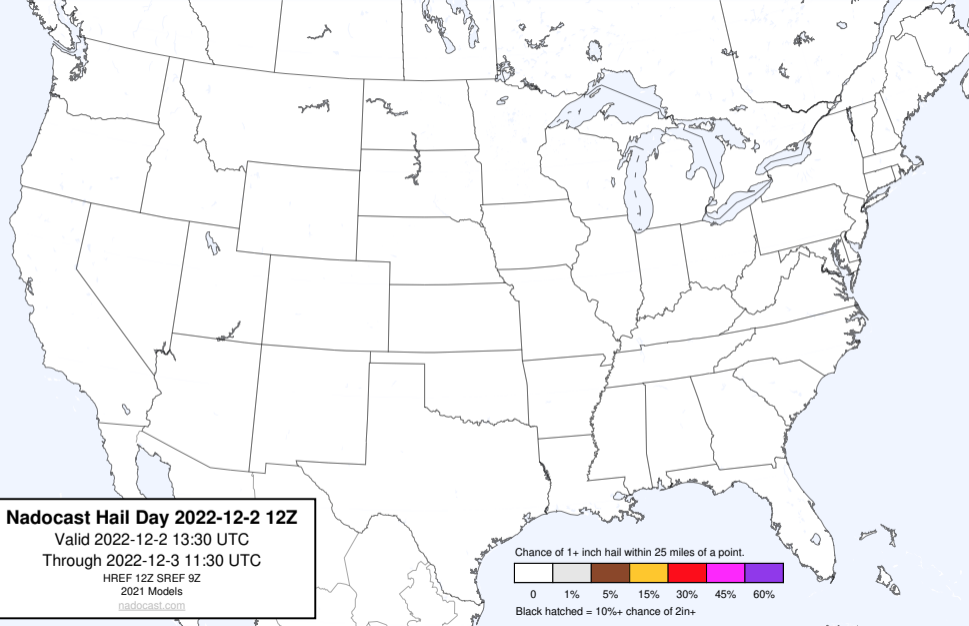 Nadocast Hail Day 2022-12-2 12Z
Valid 2022-12-2 13:30 UTC
Through 2022-12-3 11:30 UTC
HREF 12Z SREF 9Z
2021 Models
nadocast.com
Chance of 1+ inch hail within 25 miles of a point.
0 1% 5% 15% 30% 45% 60%
Black hatched = 10%+ chance of 2in+